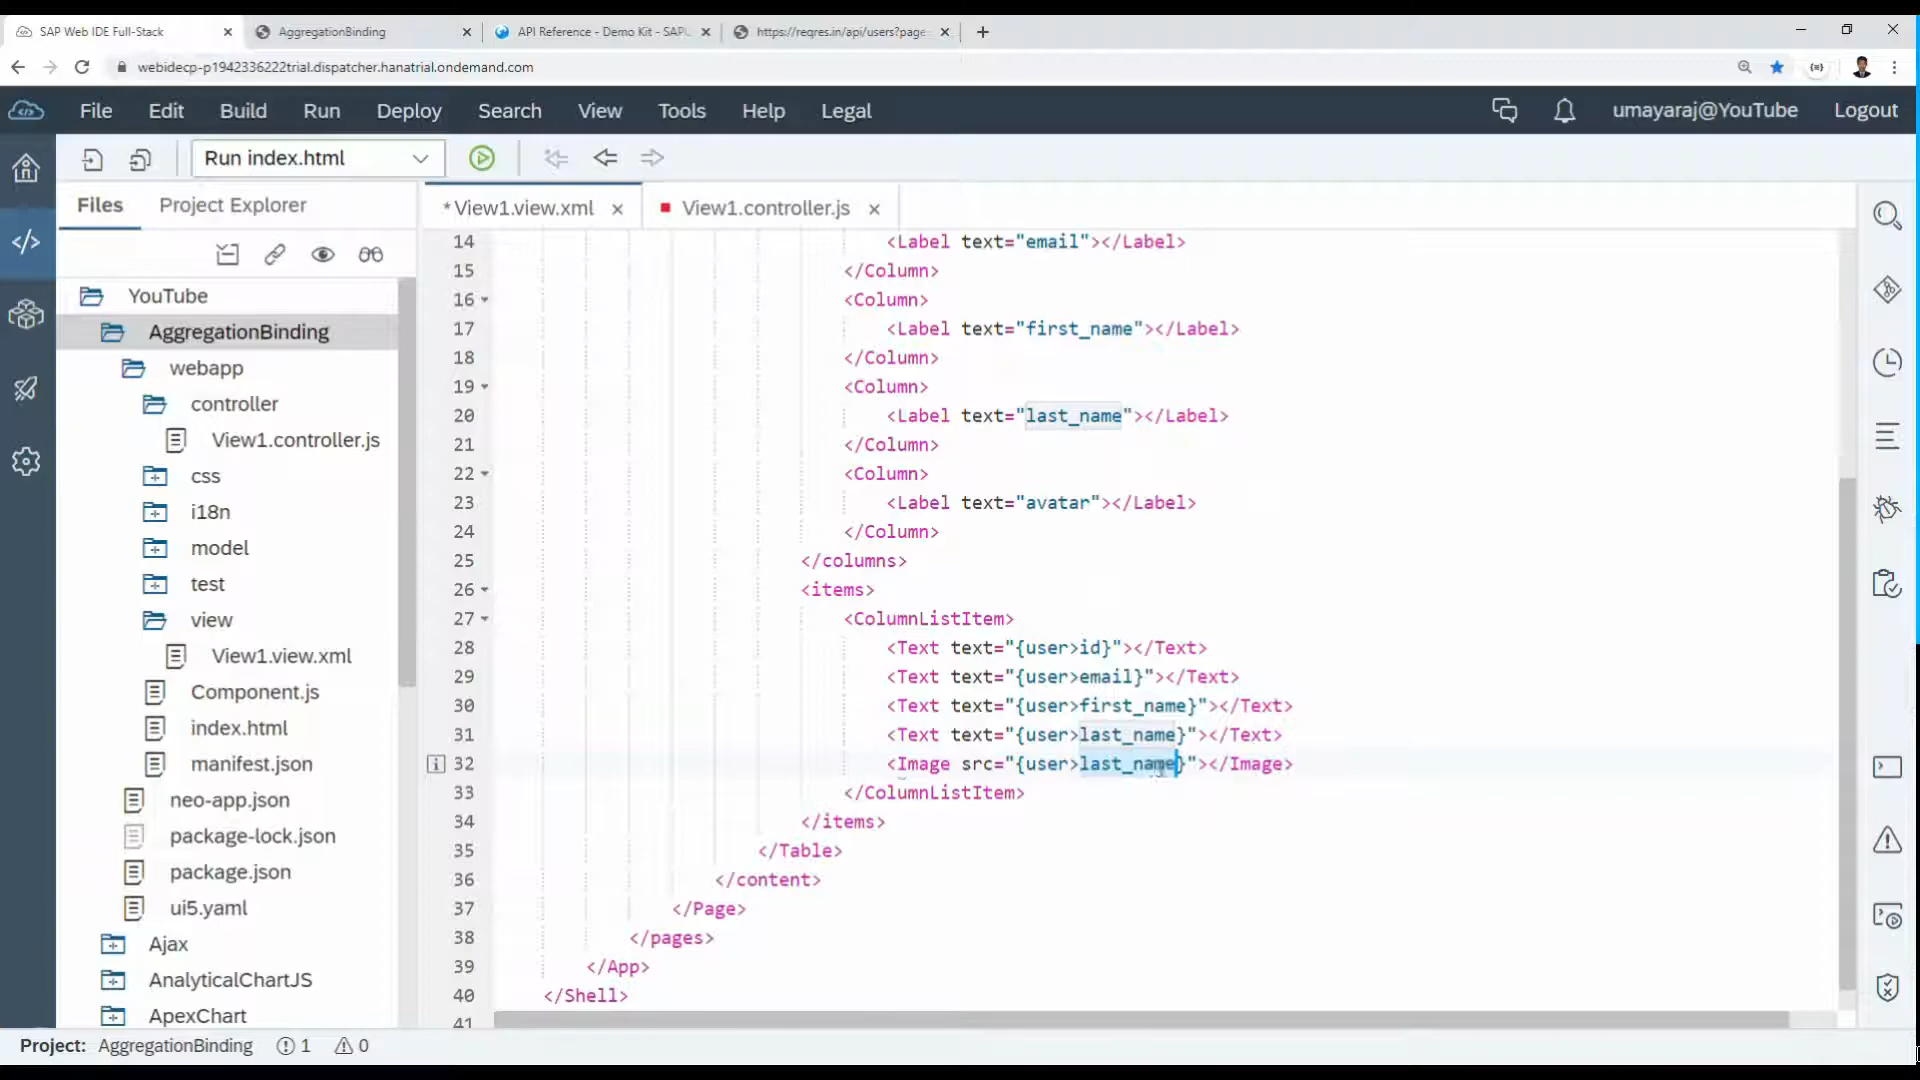 SAP Web IDE Full-Stack
AggregationBinding
API Reference - Demo Kit - SAPU
https://reqres.in/api/users?page
webidecp-p1942336222trial.dispatcher.hanatrial.ondemand.com
File Edit Build Run Deploy Search View Tools Help Legal
umayaraj@YouTube Logout
Run index.html
Files Project Explorer
*View1.view.xml × View1.controller.js ×
YouTube
AggregationBinding
webapp
controller
View1.controller.js
css
i18n
model
test
view
View1.view.xml
Component.js
index.html
manifest.json
neo-app.json
package-lock.json
package.json
ui5.yaml
Ajax
AnalyticalChartJS
ApexChart
14 <Label text="email"></Label>
15 </Column>
16 <Column>
17 <Label text="first_name"></Label>
18 </Column>
19 <Column>
20 <Label text="last_name"></Label>
21 </Column>
22 <Column>
23 <Label text="avatar"></Label>
24 </Column>
25 </columns>
26 <items>
27 <ColumnListItem>
28 <Text text="{user>id}"></Text>
29 <Text text="{user>email}"></Text>
30 <Text text="{user>first_name}"></Text>
31 <Text text="{user>last_name}"></Text>
32 <Image src="{user>last_name}"></Image>
33 </ColumnListItem>
34 </items>
35 </Table>
36 </content>
37 </Page>
38 </pages>
39 </App>
40 </Shell>
41
Project: AggregationBinding 1 0